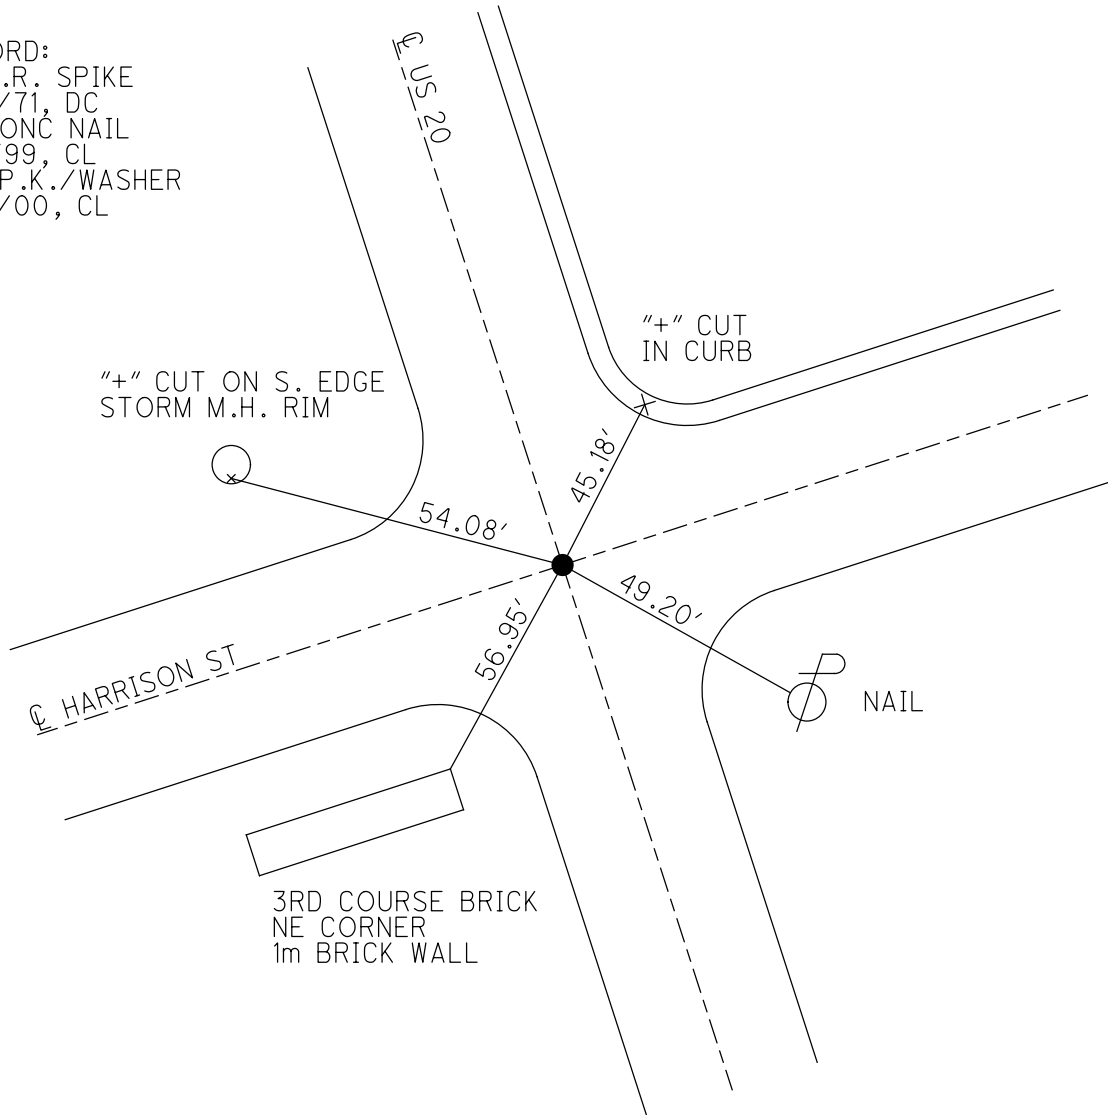 ORD:
.R. SPIKE
/71, DC
ONC NAIL
99, CL
P.K./WASHER
/00, CL
℄ US 20
"+" CUT
IN CURB
"+" CUT ON S. EDGE
STORM M.H. RIM
45.18'
54.08'
49.20'
56.95'
℄ HARRISON ST
NAIL
3RD COURSE BRICK
NE CORNER
1m BRICK WALL